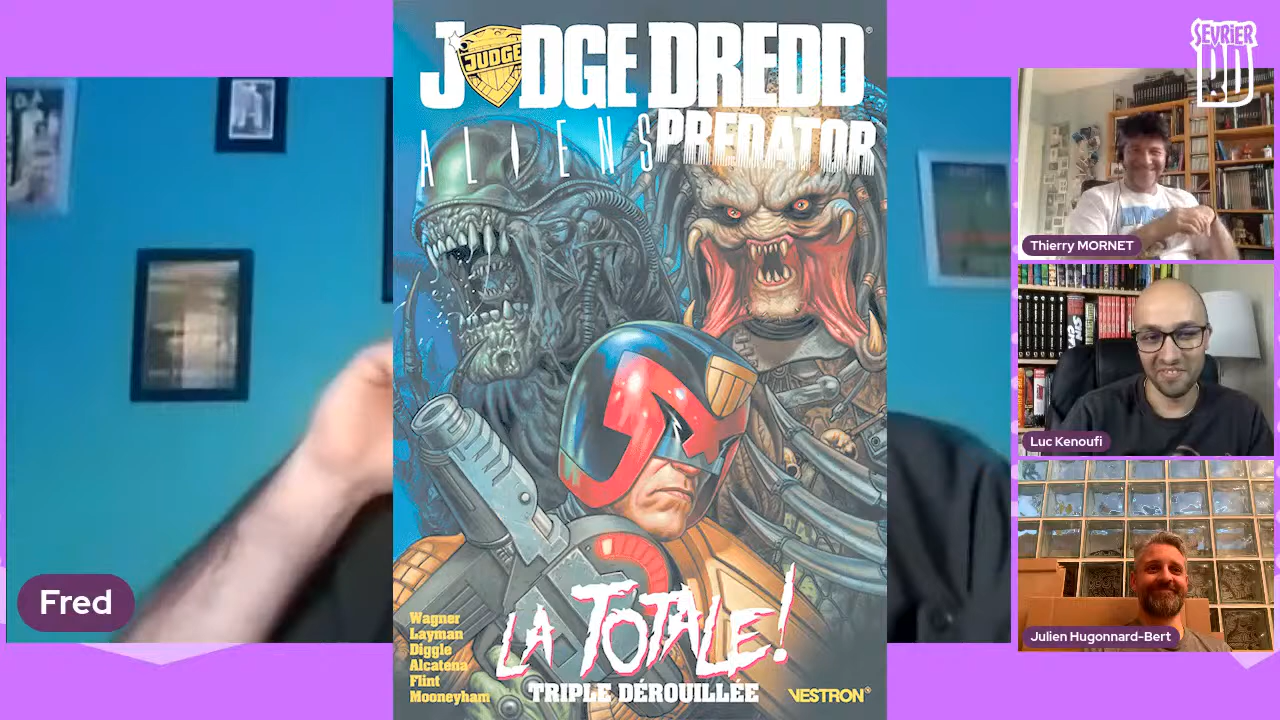 SEVRIER
BD
JUDGE DREDD
JUDGE
ALIENS PREDATOR
Thierry MORNET
Luc Kenoufi
Fred
Julien Hugonnard-Bert
Wagner
Layman
Diggle
Alcatena
Flint
Mooneyham
LA TOTALE!
TRIPLE DÉROUILLÉE
VESTRON®